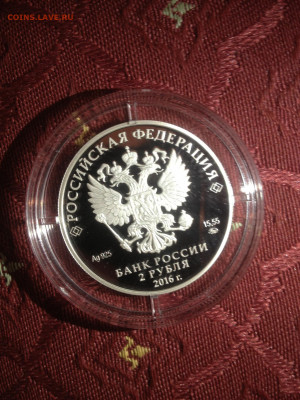 COINS.LAVE.RU
РОССИЙСКАЯ ФЕДЕРАЦИЯ
Ag 925
15,55
БАНК РОССИИ
2 РУБЛЯ
2016 г.